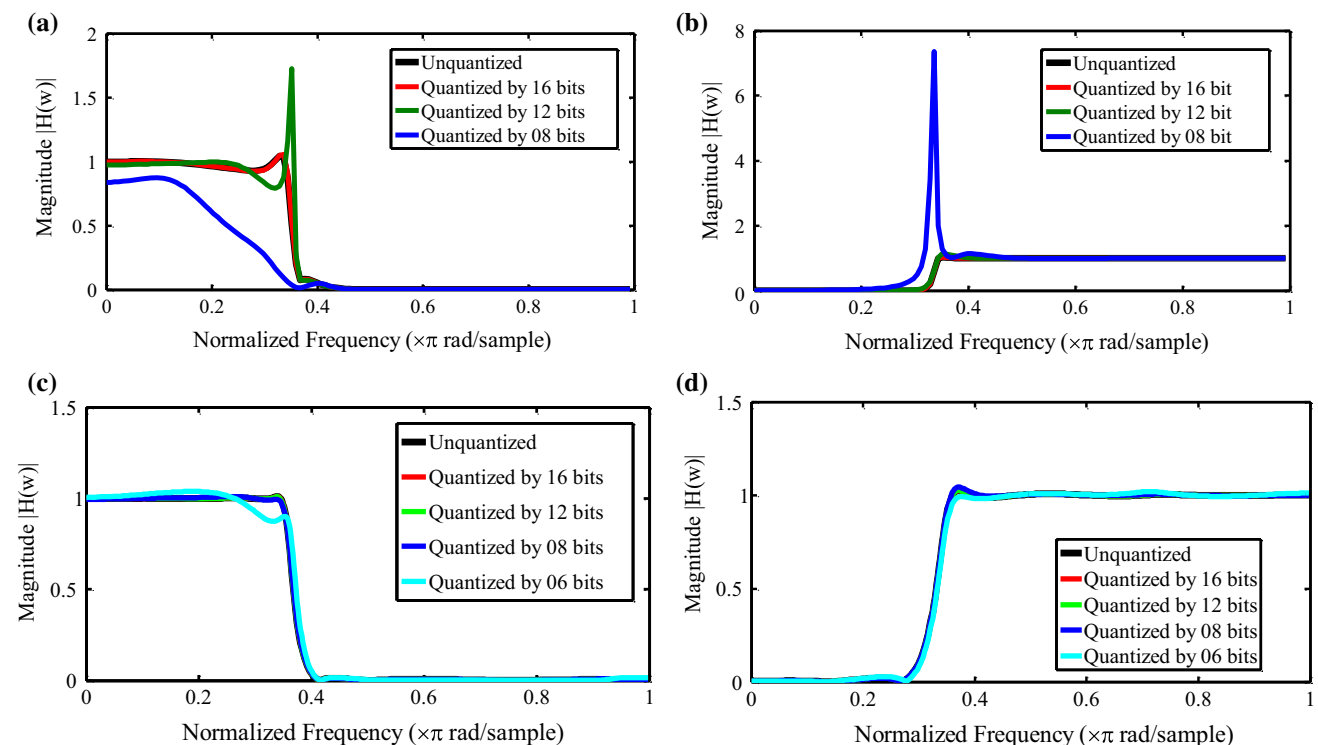 (a)
2
1.5
1
0.5
0
Magnitude |H(w)|
Unquantized
Quantized by 16 bits
Quantized by 12 bits
Quantized by 08 bits
0 0.2 0.4 0.6 0.8 1
Normalized Frequency (×π rad/sample)
(b)
8
6
4
2
0
Magnitude |H(w)|
Unquantized
Quantized by 16 bit
Quantized by 12 bit
Quantized by 08 bit
0 0.2 0.4 0.6 0.8 1
Normalized Frequency (×π rad/sample)
(c)
1.5
1
0.5
0
Magnitude |H(w)|
Unquantized
Quantized by 16 bits
Quantized by 12 bits
Quantized by 08 bits
Quantized by 06 bits
0 0.2 0.4 0.6 0.8 1
Normalized Frequency (×π rad/sample)
(d)
1.5
1
0.5
0
Magnitude |H(w)|
Unquantized
Quantized by 16 bits
Quantized by 12 bits
Quantized by 08 bits
Quantized by 06 bits
0 0.2 0.4 0.6 0.8 1
Normalized Frequency (×π rad/sample)